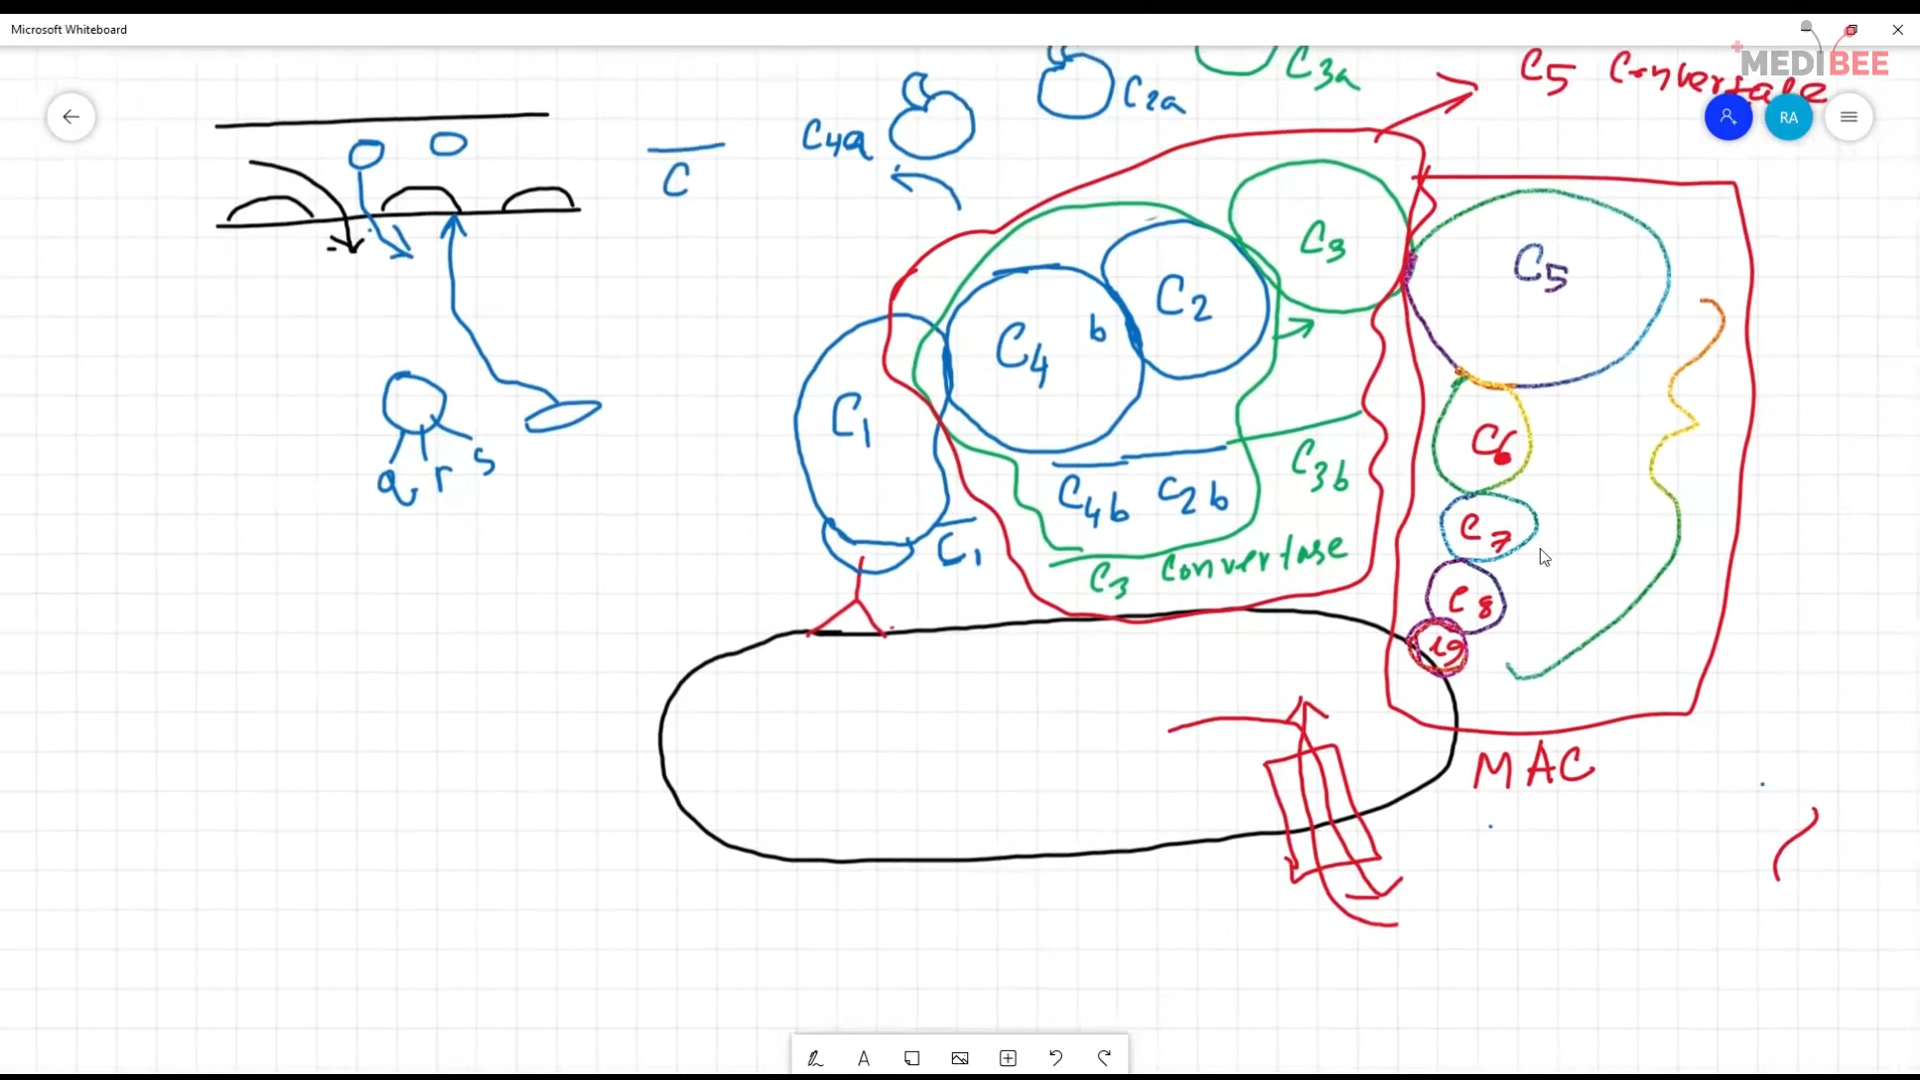 Microsoft Whiteboard
MEDIBEE
C3a
C5 Convertase
C2a
C4a
RA
C
C3
C5
C2
C4 b
C1
C6
C3b
q r s
C4b C2b
C7
C1
C3 Convertase
C8
C9
MAC
A